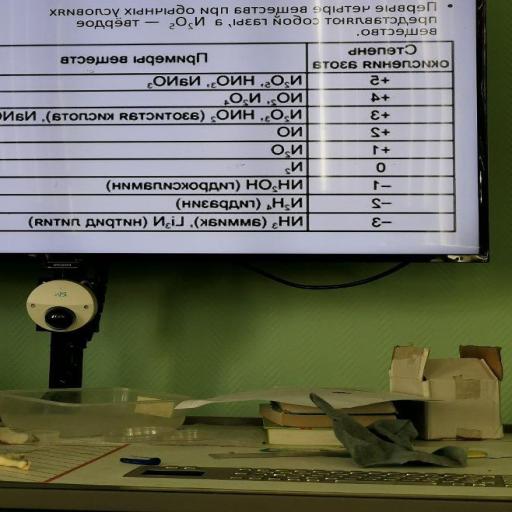 • Первые четыре вещества при обычных условиях
представляют собой газы, а N₂O₅ — твёрдое
вещество.
Степень окисления азота Примеры веществ
+5 N₂O₅, HNO₃, NaNO₃
+4 NO₂, N₂O₄
+3 N₂O₃, HNO₂ (азотистая кислота), NaNO
+2 NO
+1 N₂O
0 N₂
−1 NH₂OH (гидроксиламин)
−2 N₂H₄ (гидразин)
−3 NH₃ (аммиак), Li₃N (нитрид лития)